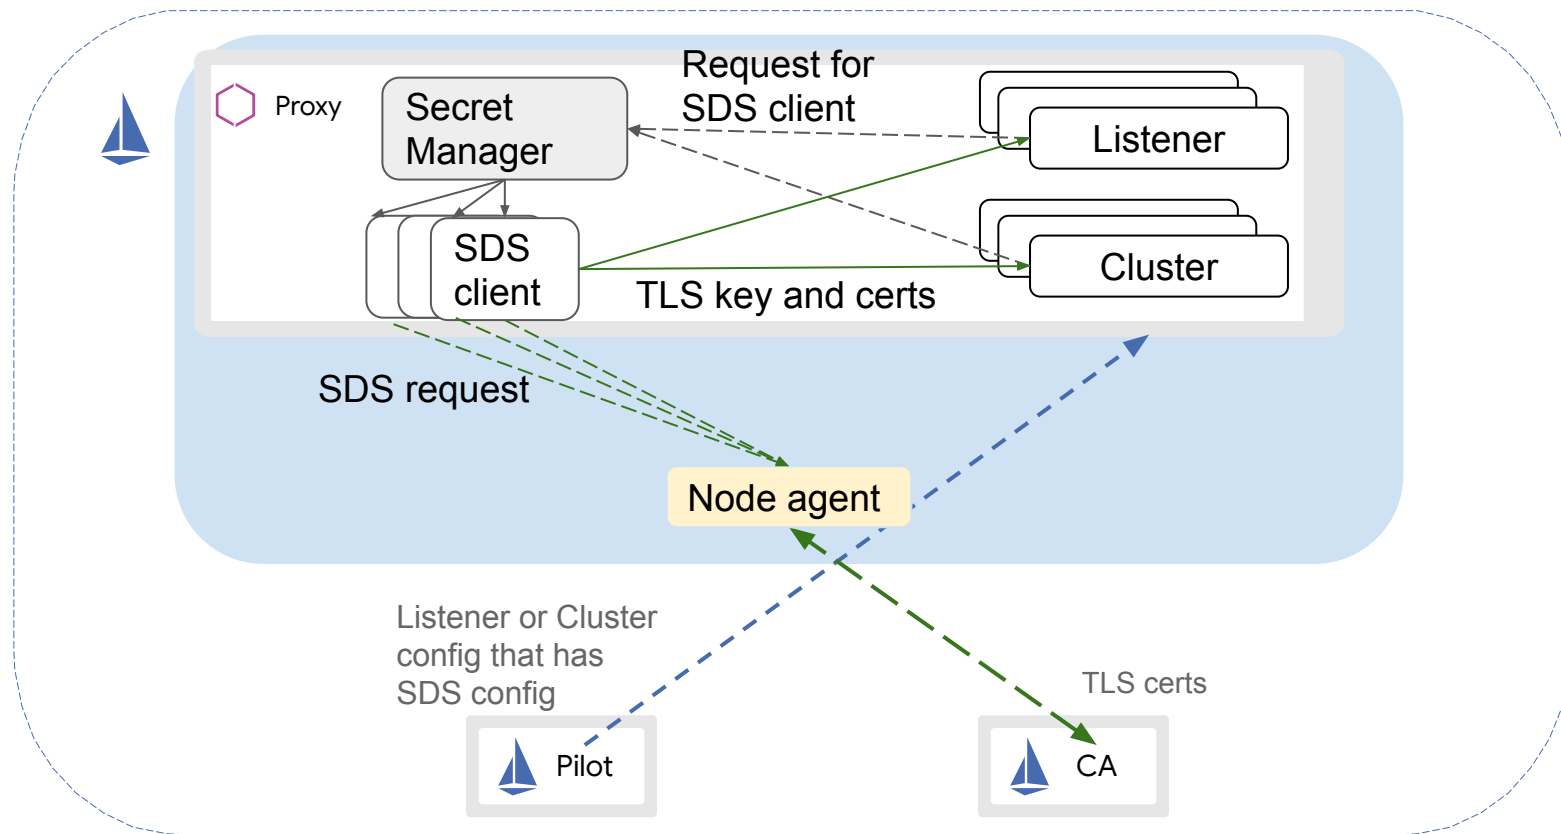 Request for
SDS client
Proxy
Secret
Manager
Listener
SDS
client
Cluster
TLS key and certs
SDS request
Node agent
Listener or Cluster
config that has
SDS config
TLS certs
Pilot
CA